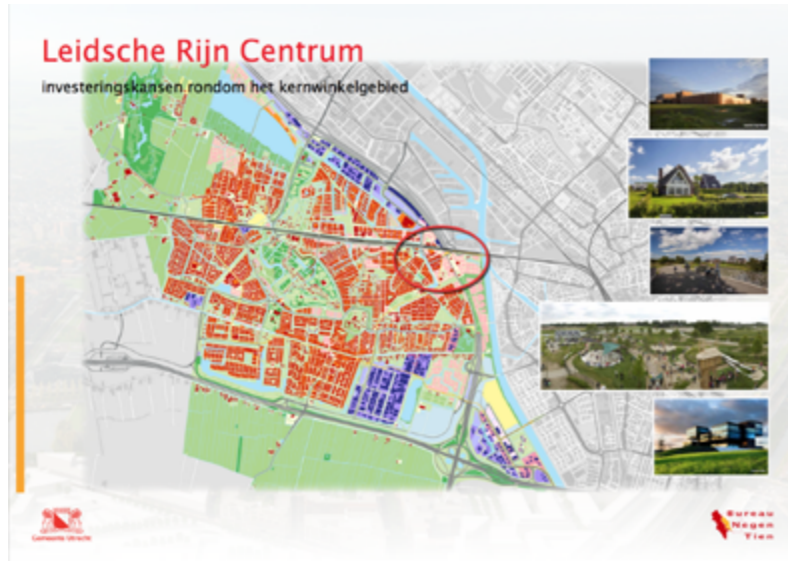 Leidsche Rijn Centrum
investeringskansen rondom het kernwinkelgebied
Gemeente Utrecht
Bureau
Negen
Tien